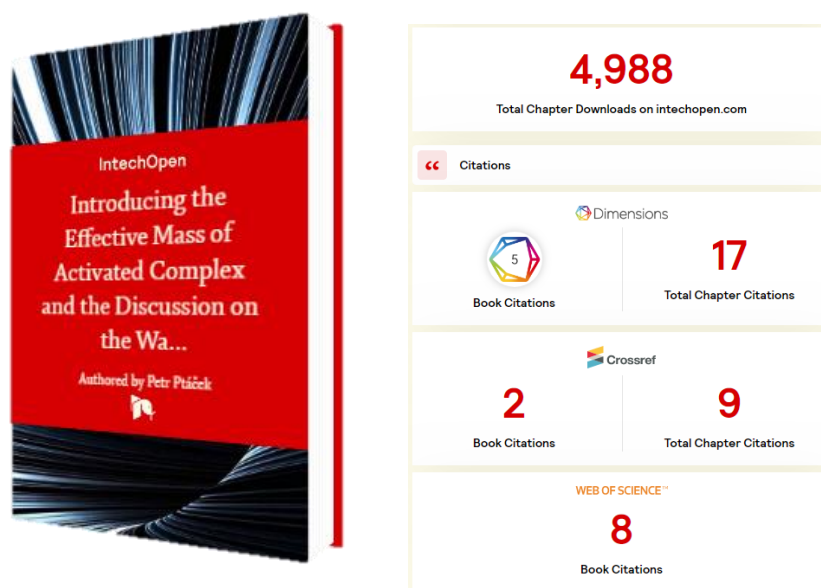 IntechOpen
Introducing the
Effective Mass of
Activated Complex
and the Discussion on
the Wa...
Authored by Petr Ptáček
4,988
Total Chapter Downloads on intechopen.com
“ Citations
Dimensions
5
Book Citations
17
Total Chapter Citations
Crossref
2
Book Citations
9
Total Chapter Citations
WEB OF SCIENCE™
8
Book Citations